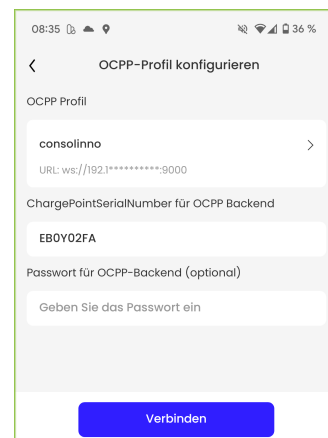 08:35
36 %
OCPP-Profil konfigurieren
OCPP Profil
consolinno
URL: ws://192.1**********:9000
ChargePointSerialNumber für OCPP Backend
EB0Y02FA
Passwort für OCPP-Backend (optional)
Geben Sie das Passwort ein
Verbinden